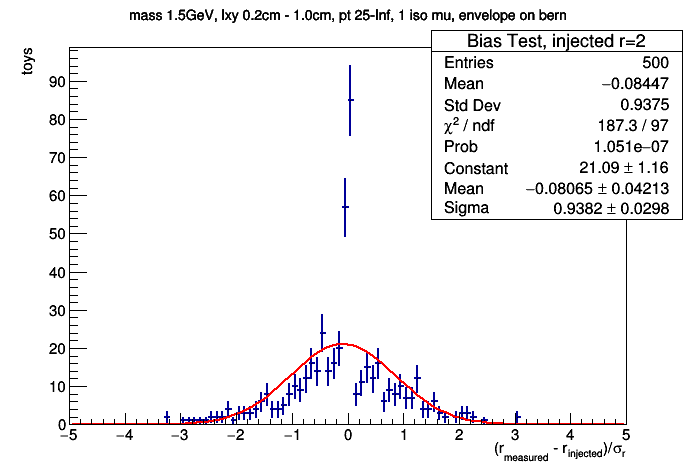 mass 1.5GeV, lxy 0.2cm - 1.0cm, pt 25-Inf, 1 iso mu, envelope on bern
Bias Test, injected r=2
Entries 500
Mean −0.08447
Std Dev 0.9375
χ² / ndf 187.3 / 97
Prob 1.051e−07
Constant 21.09 ± 1.16
Mean −0.08065 ± 0.04213
Sigma 0.9382 ± 0.0298
toys
90
80
70
60
50
40
30
20
10
0
−5 −4 −3 −2 −1 0 1 2 3 4 5
(r_measured - r_injected)/σ_r